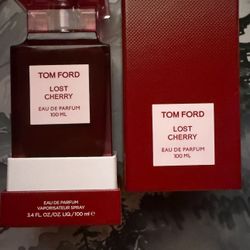 TOM FORD
LOST
CHERRY
EAU DE PARFUM
100 ML
EAU DE PARFUM
VAPORISATEUR SPRAY
3.4 FL.OZ./OZ.LIQ./100 ml ℮
TOM FORD
LOST
CHERRY
EAU DE PARFUM
100 ML